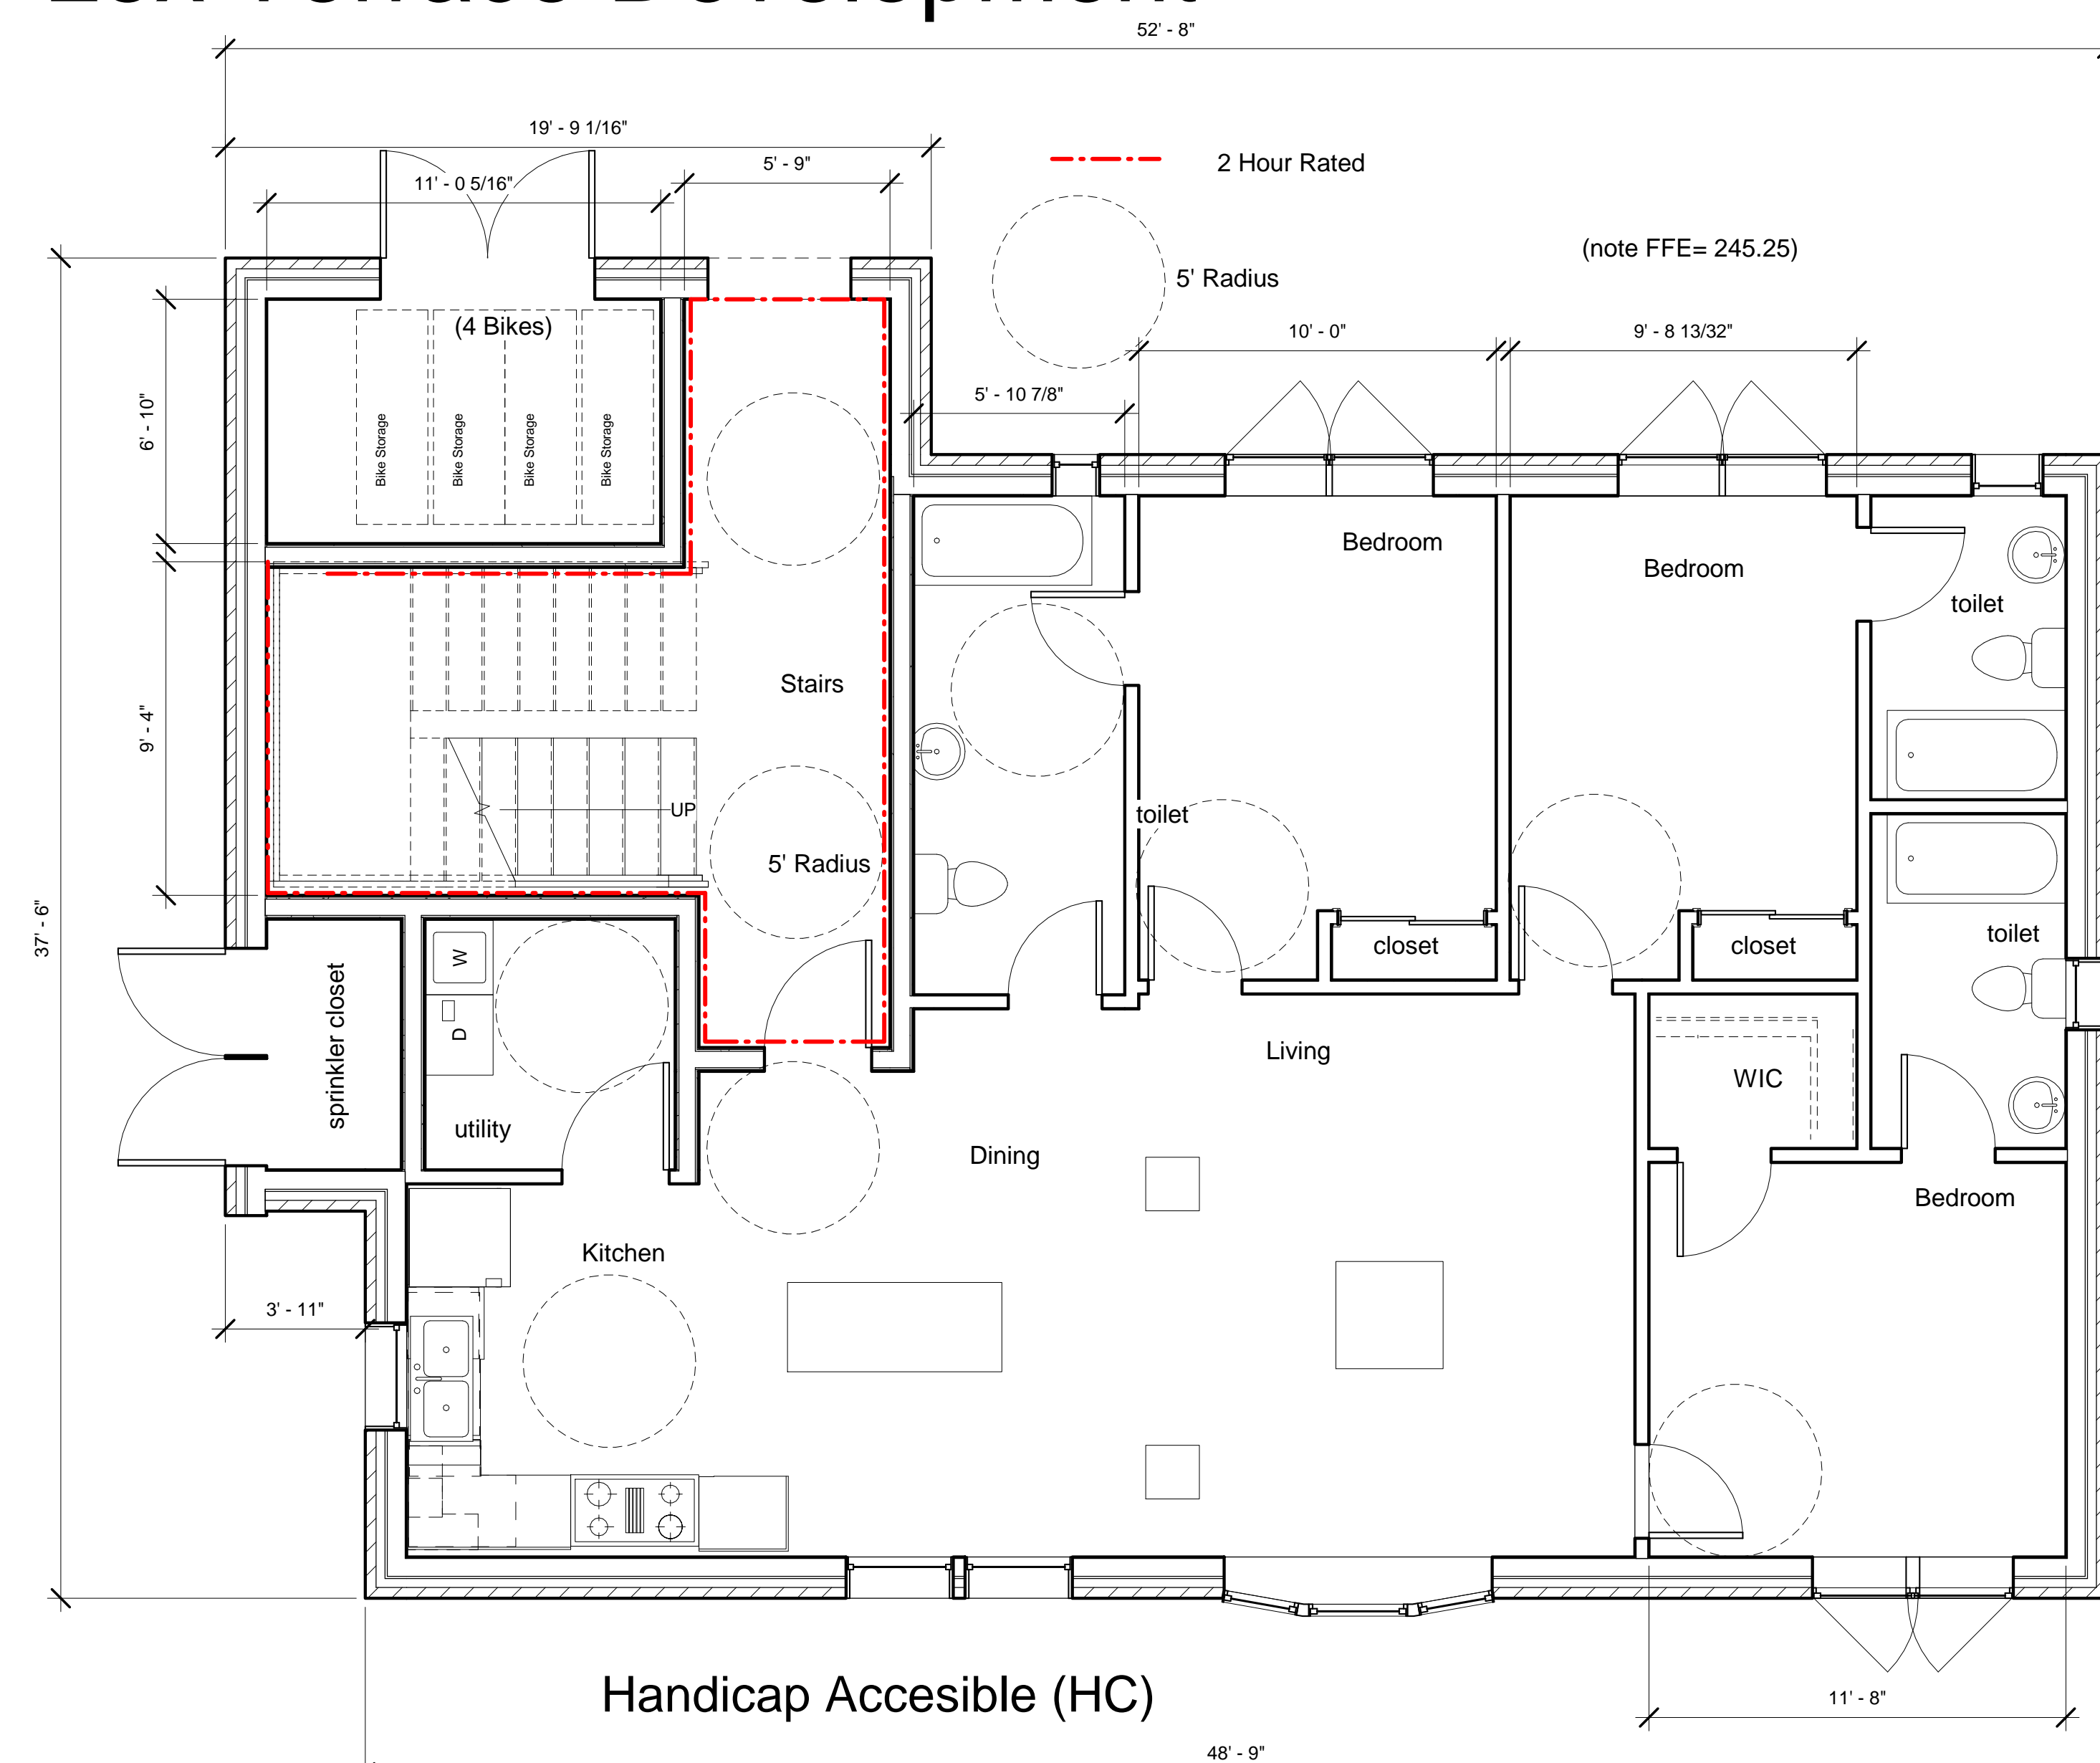 Terrace Development
52' - 8"
19' - 9 1/16"
5' - 9"
11' - 0 5/16"
2 Hour Rated
(note FFE= 245.25)
5' Radius
(4 Bikes)
10' - 0"
9' - 8 13/32"
5' - 10 7/8"
6' - 10"
Bike Storage
Bike Storage
Bike Storage
Bike Storage
Bedroom
Bedroom
toilet
Stairs
9' - 4"
UP
toilet
5' Radius
37' - 6"
closet
closet
toilet
W
sprinkler closet
D
Living
WIC
utility
Dining
Bedroom
Kitchen
3' - 11"
Handicap Accesible (HC)
11' - 8"
48' - 9"